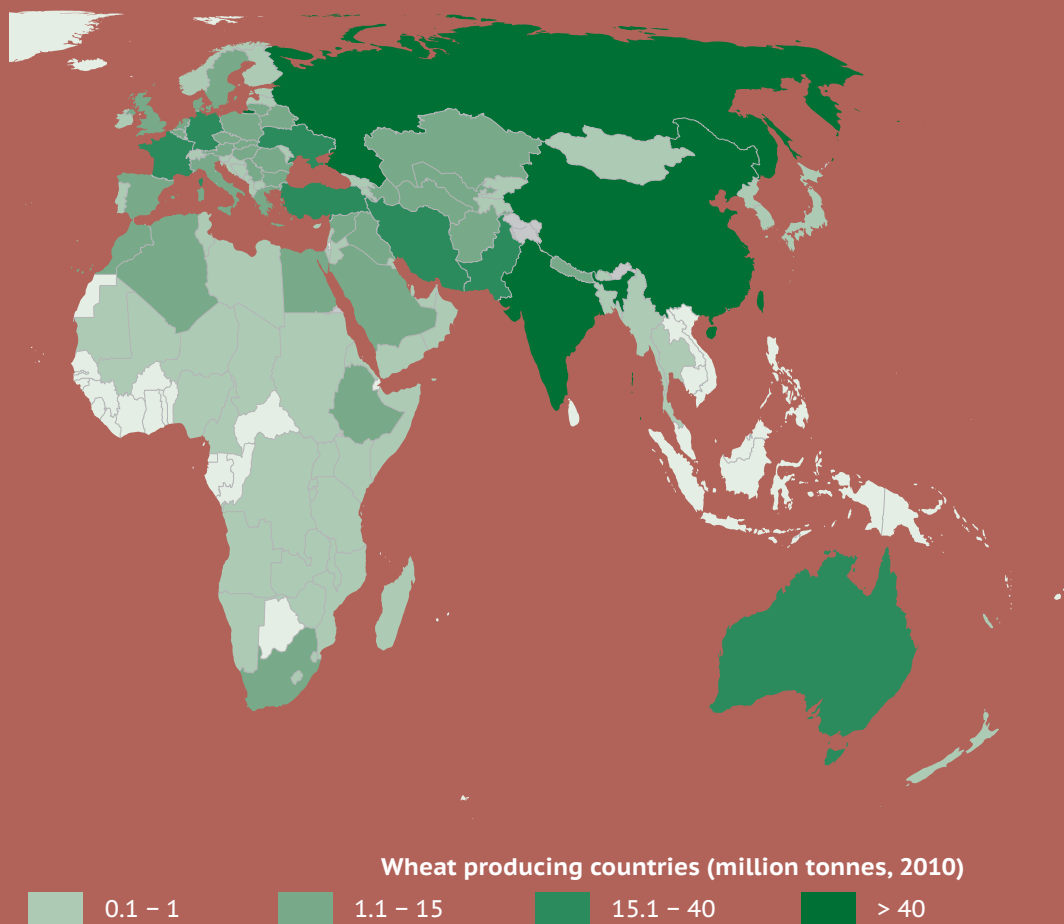 Wheat producing countries (million tonnes, 2010)
0.1 – 1 1.1 – 15 15.1 – 40 > 40